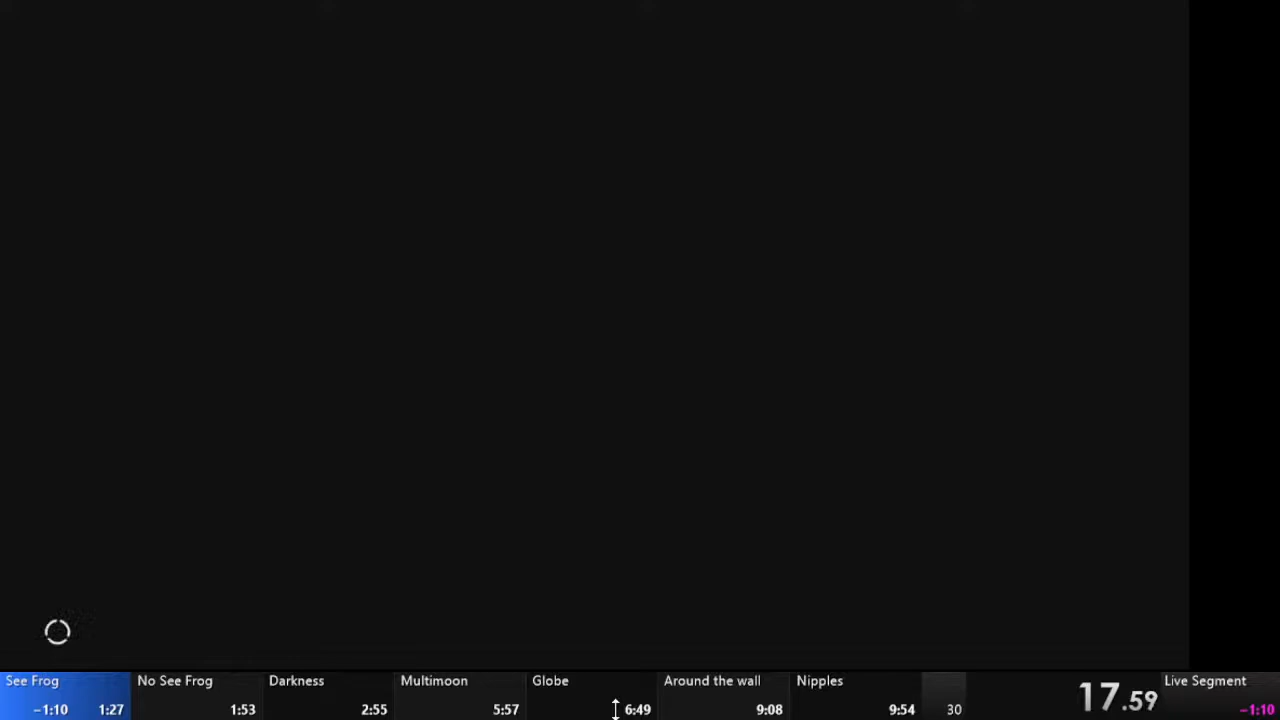 See Frog
−1:10 1:27
No See Frog
1:53
Darkness
2:55
Multimoon
5:57
Globe
6:49
Around the wall
9:08
Nipples
9:54
30
17.59
Live Segment
−1:10